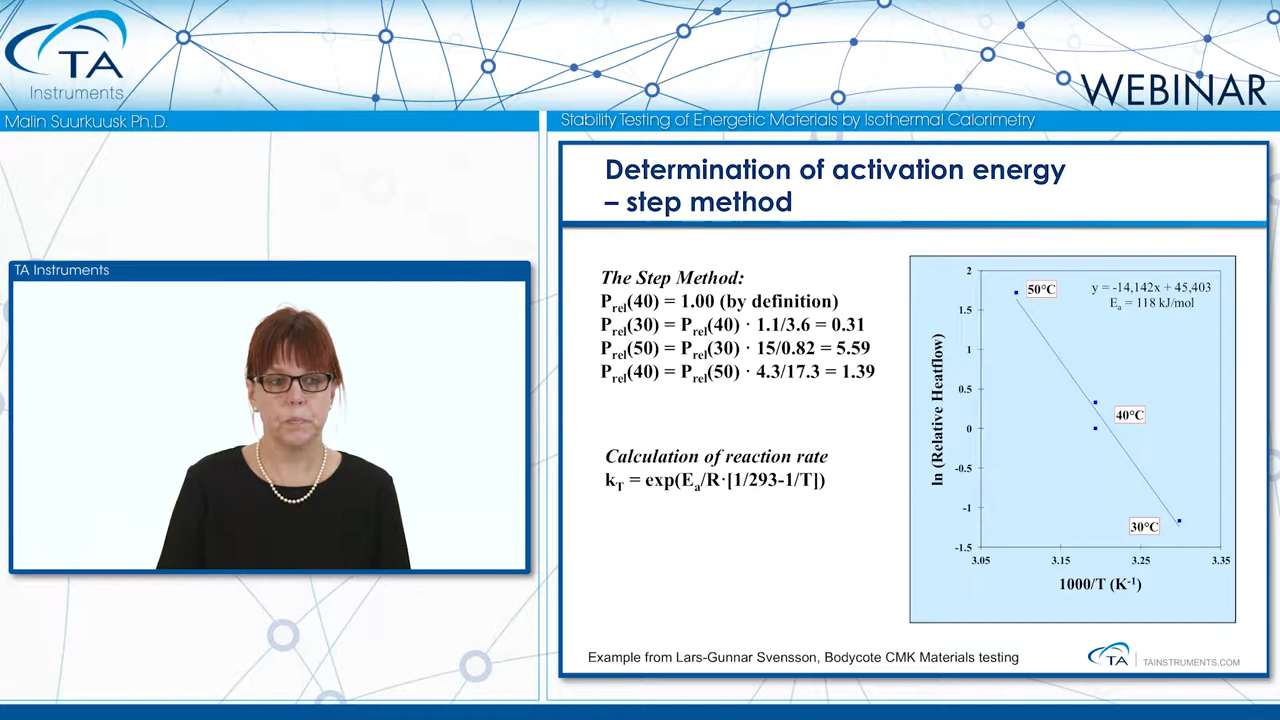 TA
Instruments
WEBINAR
Malin Suurkuusk Ph.D.
Stability Testing of Energetic Materials by Isothermal Calorimetry
TA Instruments
Determination of activation energy
– step method
The Step Method:
Prel(40) = 1.00 (by definition)
Prel(30) = Prel(40) · 1.1/3.6 = 0.31
Prel(50) = Prel(30) · 15/0.82 = 5.59
Prel(40) = Prel(50) · 4.3/17.3 = 1.39
Calculation of reaction rate
kT = exp(Ea/R·[1/293-1/T])
ln (Relative Heatflow)
2
1.5
1
0.5
0
-0.5
-1
-1.5
y = -14,142x + 45,403
Ea = 118 kJ/mol
50°C
40°C
30°C
3.05 3.15 3.25 3.35
1000/T (K-1)
Example from Lars-Gunnar Svensson, Bodycote CMK Materials testing
TA TAINSTRUMENTS.COM